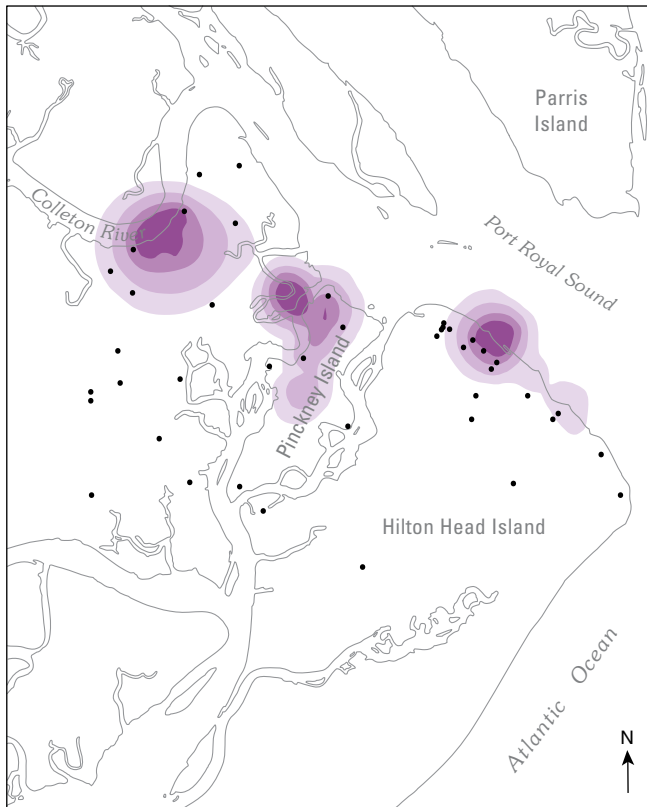 Parris
Island
Colleton River
Port Royal Sound
Pinckney Island
Hilton Head Island
Atlantic Ocean
N